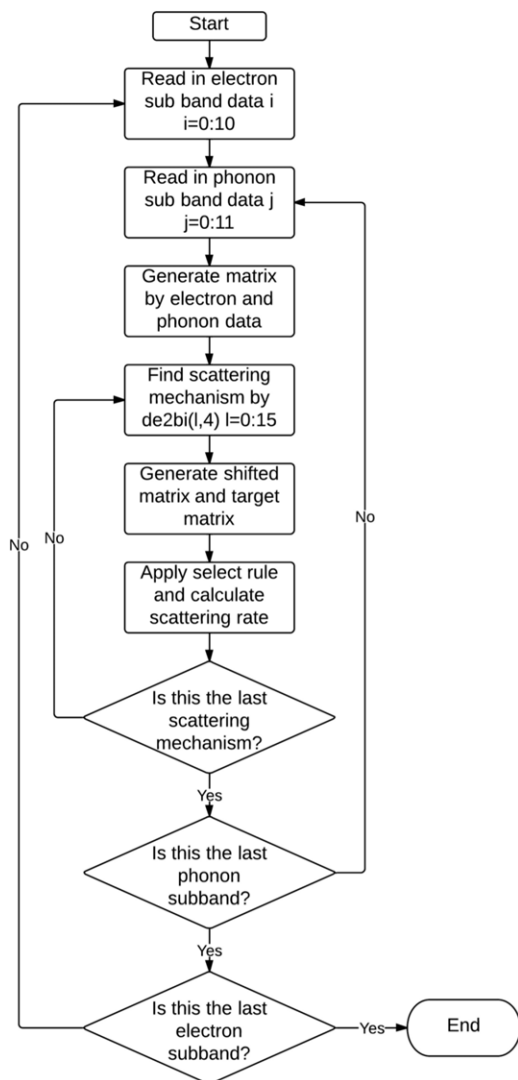 Start
Read in electron
sub band data i
i=0:10
Read in phonon
sub band data j
j=0:11
Generate matrix
by electron and
phonon data
Find scattering
mechanism by
de2bi(l,4) l=0:15
Generate shifted
matrix and target
matrix
No
No
No
Apply select rule
and calculate
scattering rate
Is this the last
scattering
mechanism?
Yes
Is this the last
phonon
subband?
Yes
Is this the last
electron
subband?
Yes
End